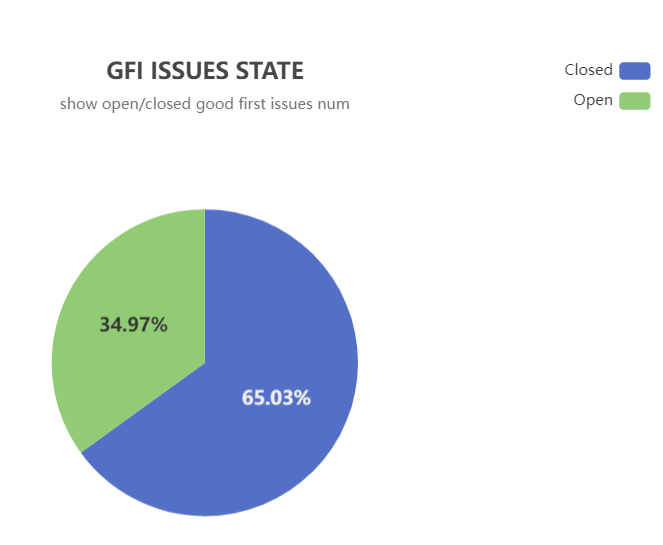 GFI ISSUES STATE
show open/closed good first issues num
Closed
Open
34.97%
65.03%